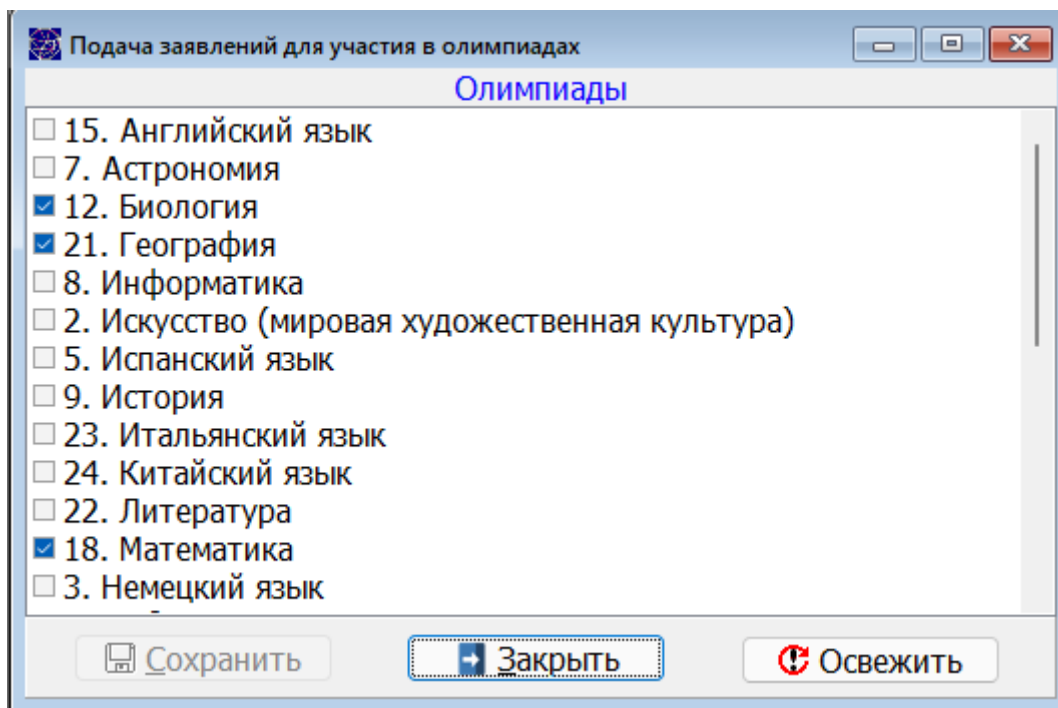 Подача заявлений для участия в олимпиадах
Олимпиады
15. Английский язык
7. Астрономия
12. Биология
21. География
8. Информатика
2. Искусство (мировая художественная культура)
5. Испанский язык
9. История
23. Итальянский язык
24. Китайский язык
22. Литература
18. Математика
3. Немецкий язык
Сохранить Закрыть Освежить